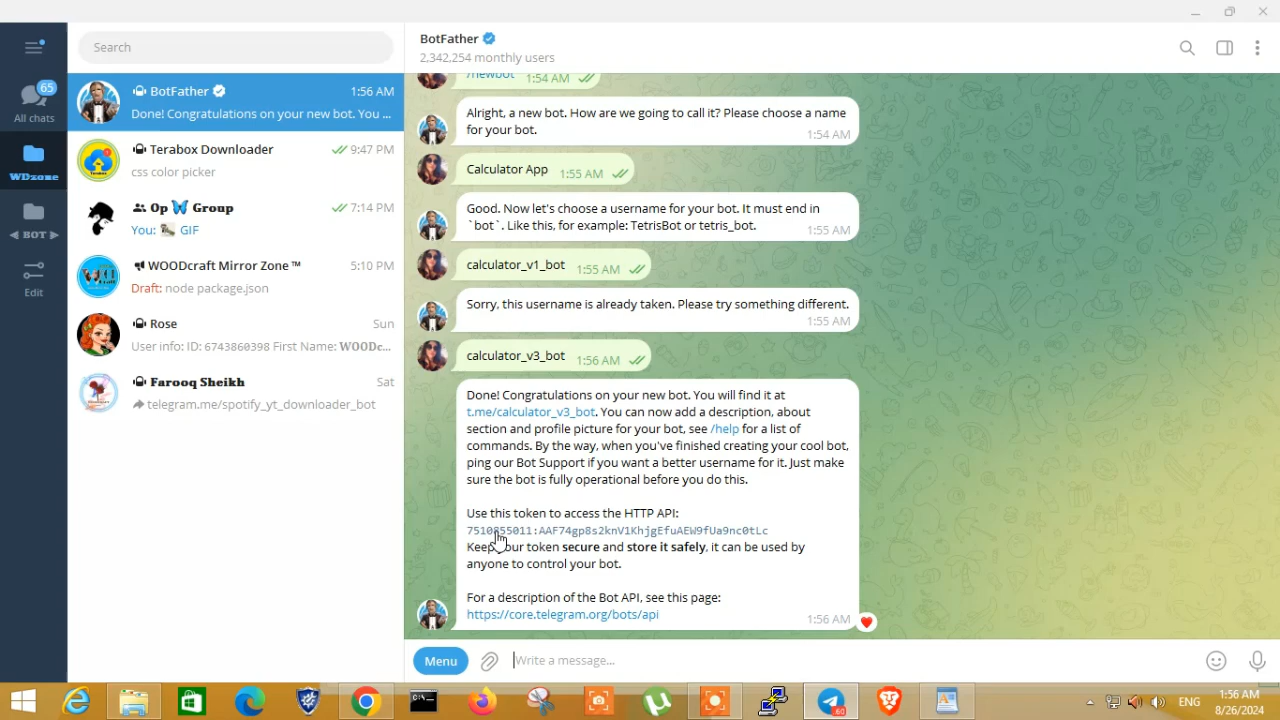 Search
65
All chats
WDzone
◀ BOT ▶
Edit
BotFather
1:56 AM
Done! Congratulations on your new bot. You ...
Terabox Downloader
9:47 PM
css color picker
Op 🦋 Group
7:14 PM
You: GIF
WOODcraft Mirror Zone ™
5:10 PM
Draft: node package.json
Rose
Sun
User info: ID: 6743860398 First Name: WOODc...
Farooq Sheikh
Sat
telegram.me/spotify_yt_downloader_bot
BotFather
2,342,254 monthly users
/newbot 1:54 AM
Alright, a new bot. How are we going to call it? Please choose a name
for your bot.
1:54 AM
Calculator App 1:55 AM
Good. Now let's choose a username for your bot. It must end in
`bot`. Like this, for example: TetrisBot or tetris_bot.
1:55 AM
calculator_v1_bot 1:55 AM
Sorry, this username is already taken. Please try something different.
1:55 AM
calculator_v3_bot 1:56 AM
Done! Congratulations on your new bot. You will find it at
t.me/calculator_v3_bot. You can now add a description, about
section and profile picture for your bot, see /help for a list of
commands. By the way, when you've finished creating your cool bot,
ping our Bot Support if you want a better username for it. Just make
sure the bot is fully operational before you do this.
Use this token to access the HTTP API:
7510855011:AAF74gp8s2knV1KhjgEfuAEW9fUa9nc0tLc
Keep your token secure and store it safely, it can be used by
anyone to control your bot.
For a description of the Bot API, see this page:
https://core.telegram.org/bots/api
1:56 AM
Menu
Write a message...
60
ENG
1:56 AM
8/26/2024